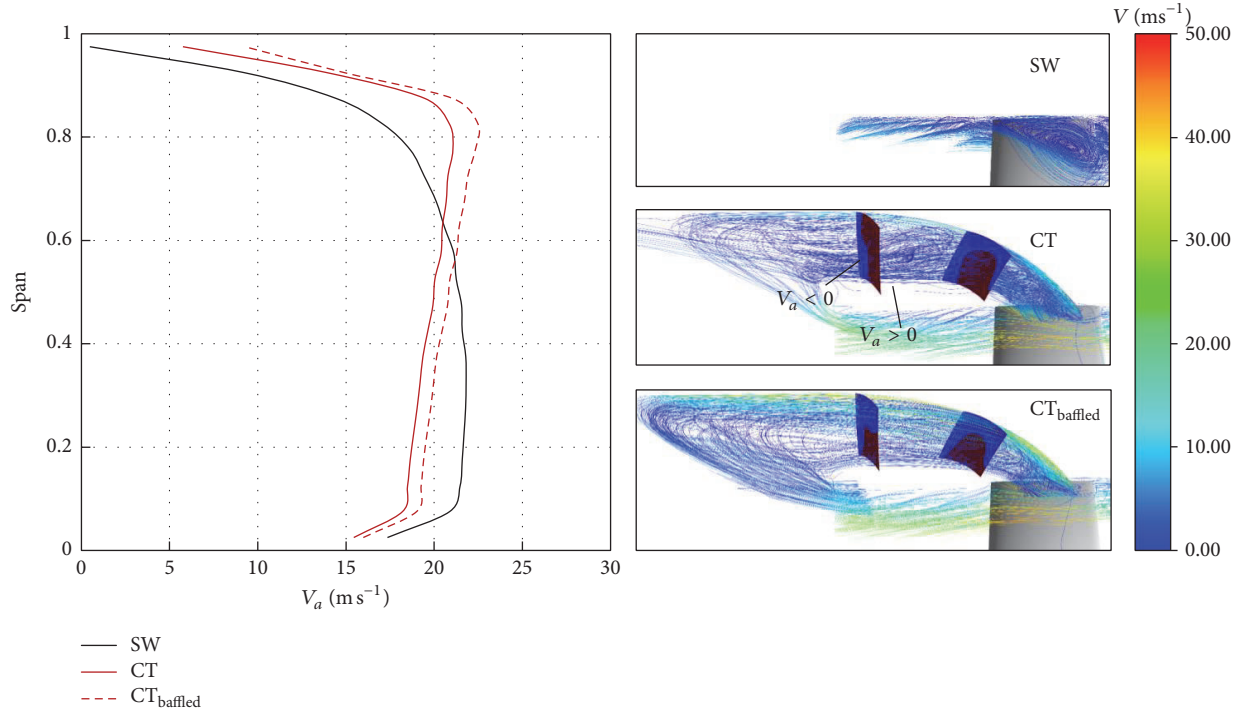 1
0.8
0.6
0.4
0.2
0
Span
0 5 10 15 20 25 30
Vₐ (m s⁻¹)
SW
CT
CT_baffled
SW
CT
Vₐ < 0
Vₐ > 0
CT_baffled
V (ms⁻¹)
50.00
40.00
30.00
20.00
10.00
0.00